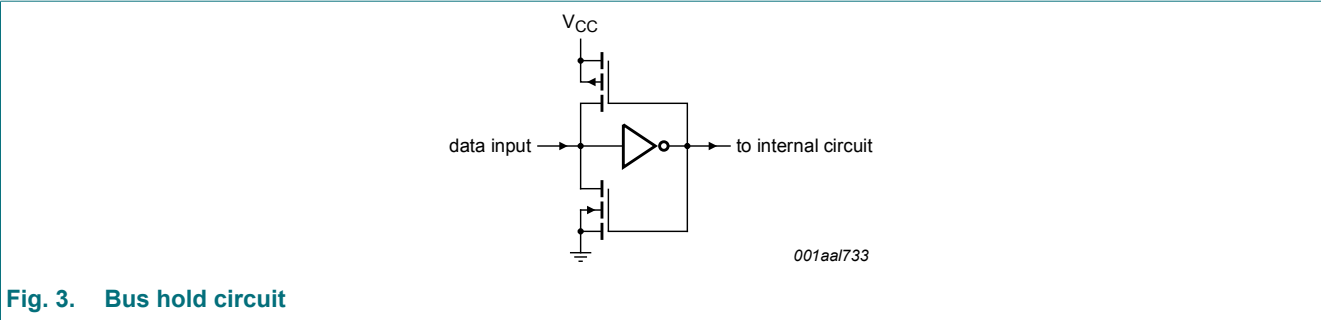 VCC
data input
to internal circuit
001aal733
Fig. 3. Bus hold circuit